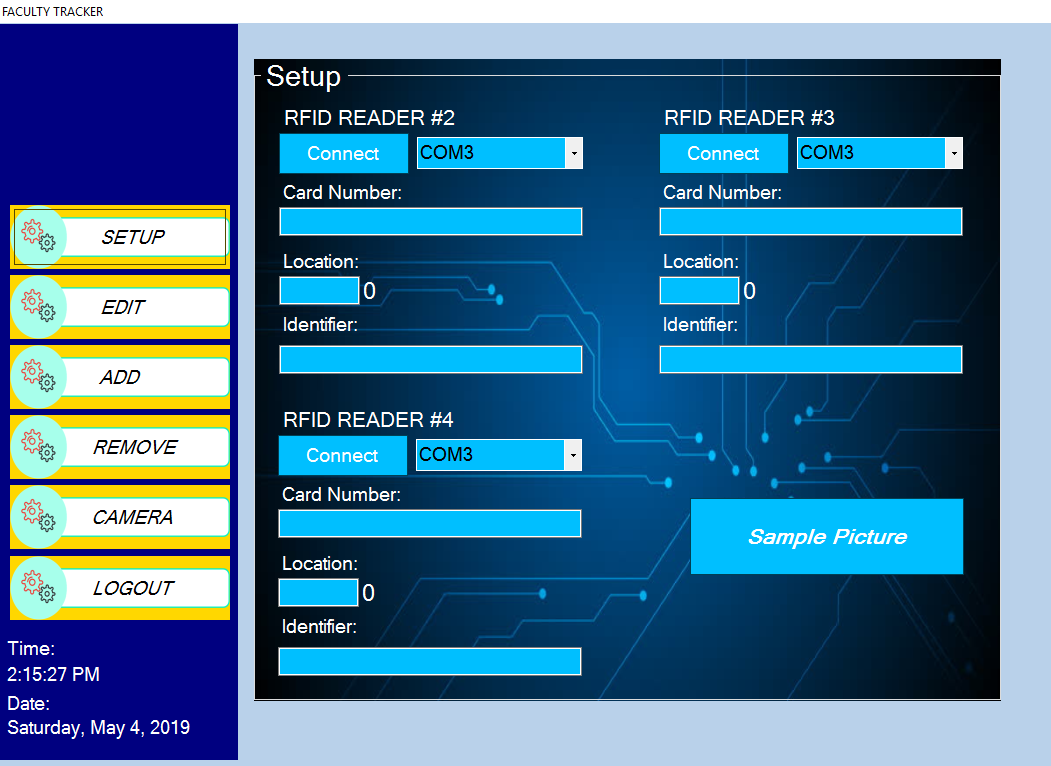 FACULTY TRACKER
SETUP
EDIT
ADD
REMOVE
CAMERA
LOGOUT
Time:
2:15:27 PM
Date:
Saturday, May 4, 2019
Setup
RFID READER #2
Connect COM3
Card Number:
Location:
0
Identifier:
RFID READER #3
Connect COM3
Card Number:
Location:
0
Identifier:
RFID READER #4
Connect COM3
Card Number:
Location:
0
Identifier:
Sample Picture